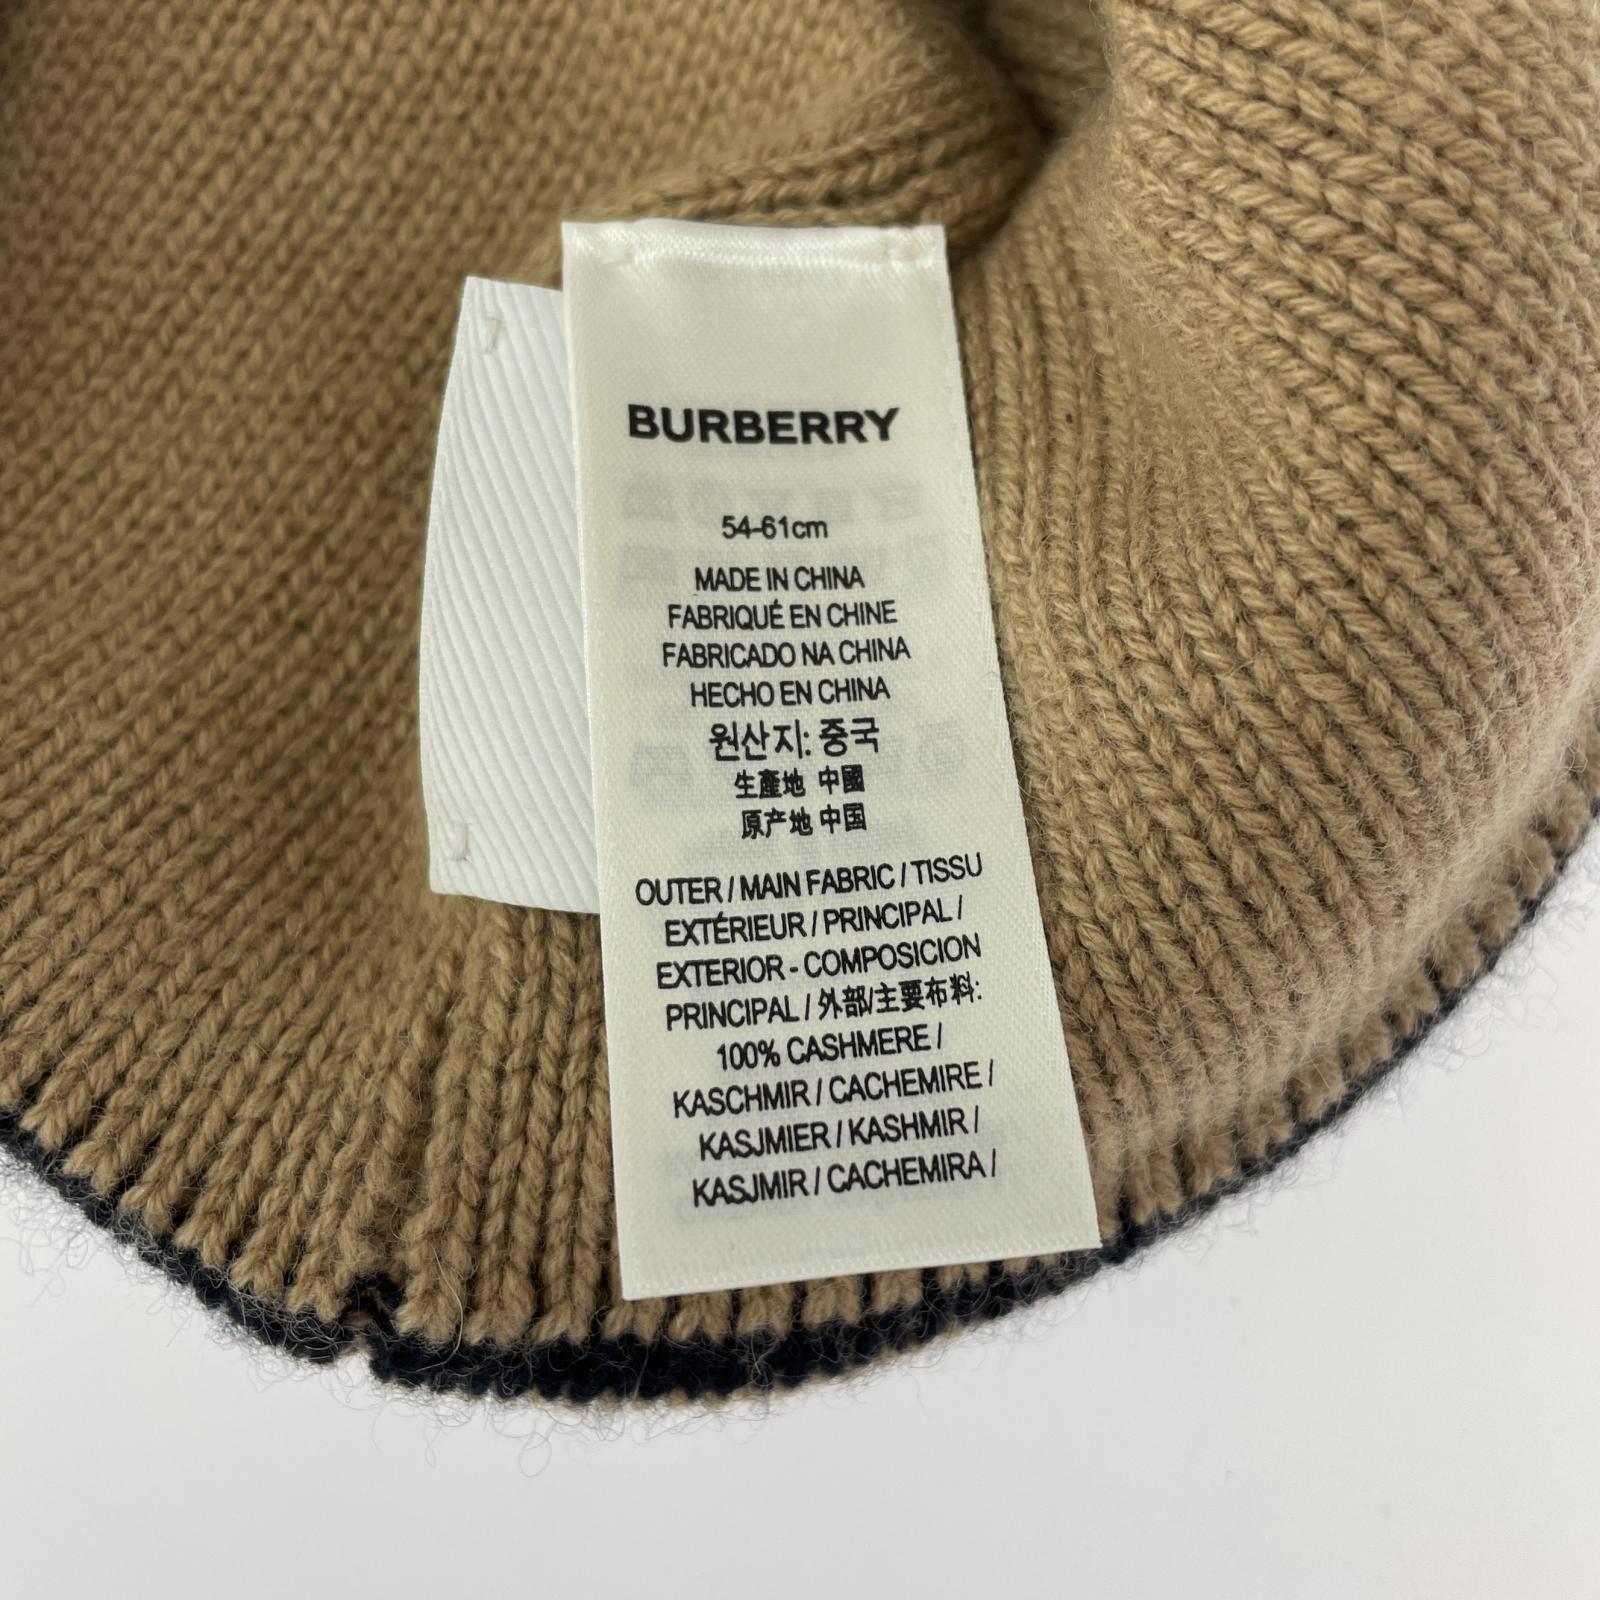 BURBERRY
54-61cm
MADE IN CHINA
FABRIQUÉ EN CHINE
FABRICADO NA CHINA
HECHO EN CHINA
원산지: 중국
生產地 中國
原产地 中国
OUTER / MAIN FABRIC / TISSU
EXTÉRIEUR / PRINCIPAL /
EXTERIOR - COMPOSICION
PRINCIPAL / 外部/主要布料:
100% CASHMERE /
KASCHMIR / CACHEMIRE /
KASJMIER / KASHMIR /
KASJMIR / CACHEMIRA /